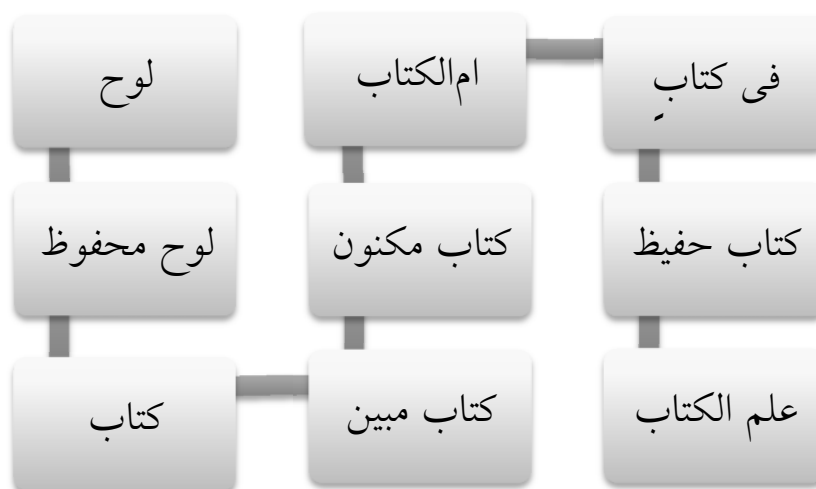 لوح
لوح محفوظ
کتاب
کتاب مبین
کتاب مکنون
ام‌الکتاب
فی کتابٍ
کتاب حفیظ
علم الکتاب